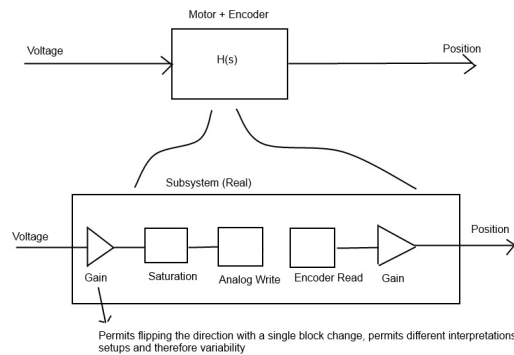 Motor + Encoder
Voltage
H(s)
Position
Subsystem (Real)
Voltage
Position
Gain
Saturation
Analog Write
Encoder Read
Gain
Permits flipping the direction with a single block change, permits different interpretations
setups and therefore variability